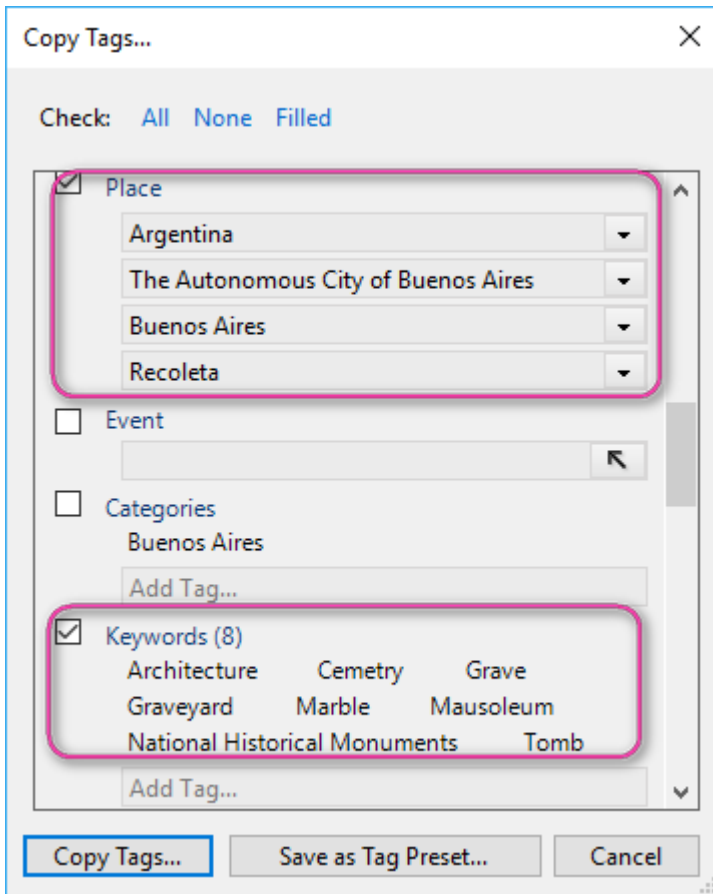 Copy Tags...
Check: All None Filled
Place
Argentina
The Autonomous City of Buenos Aires
Buenos Aires
Recoleta
Event
Categories
Buenos Aires
Add Tag...
Keywords (8)
Architecture Cemetry Grave
Graveyard Marble Mausoleum
National Historical Monuments Tomb
Add Tag...
Copy Tags... Save as Tag Preset... Cancel